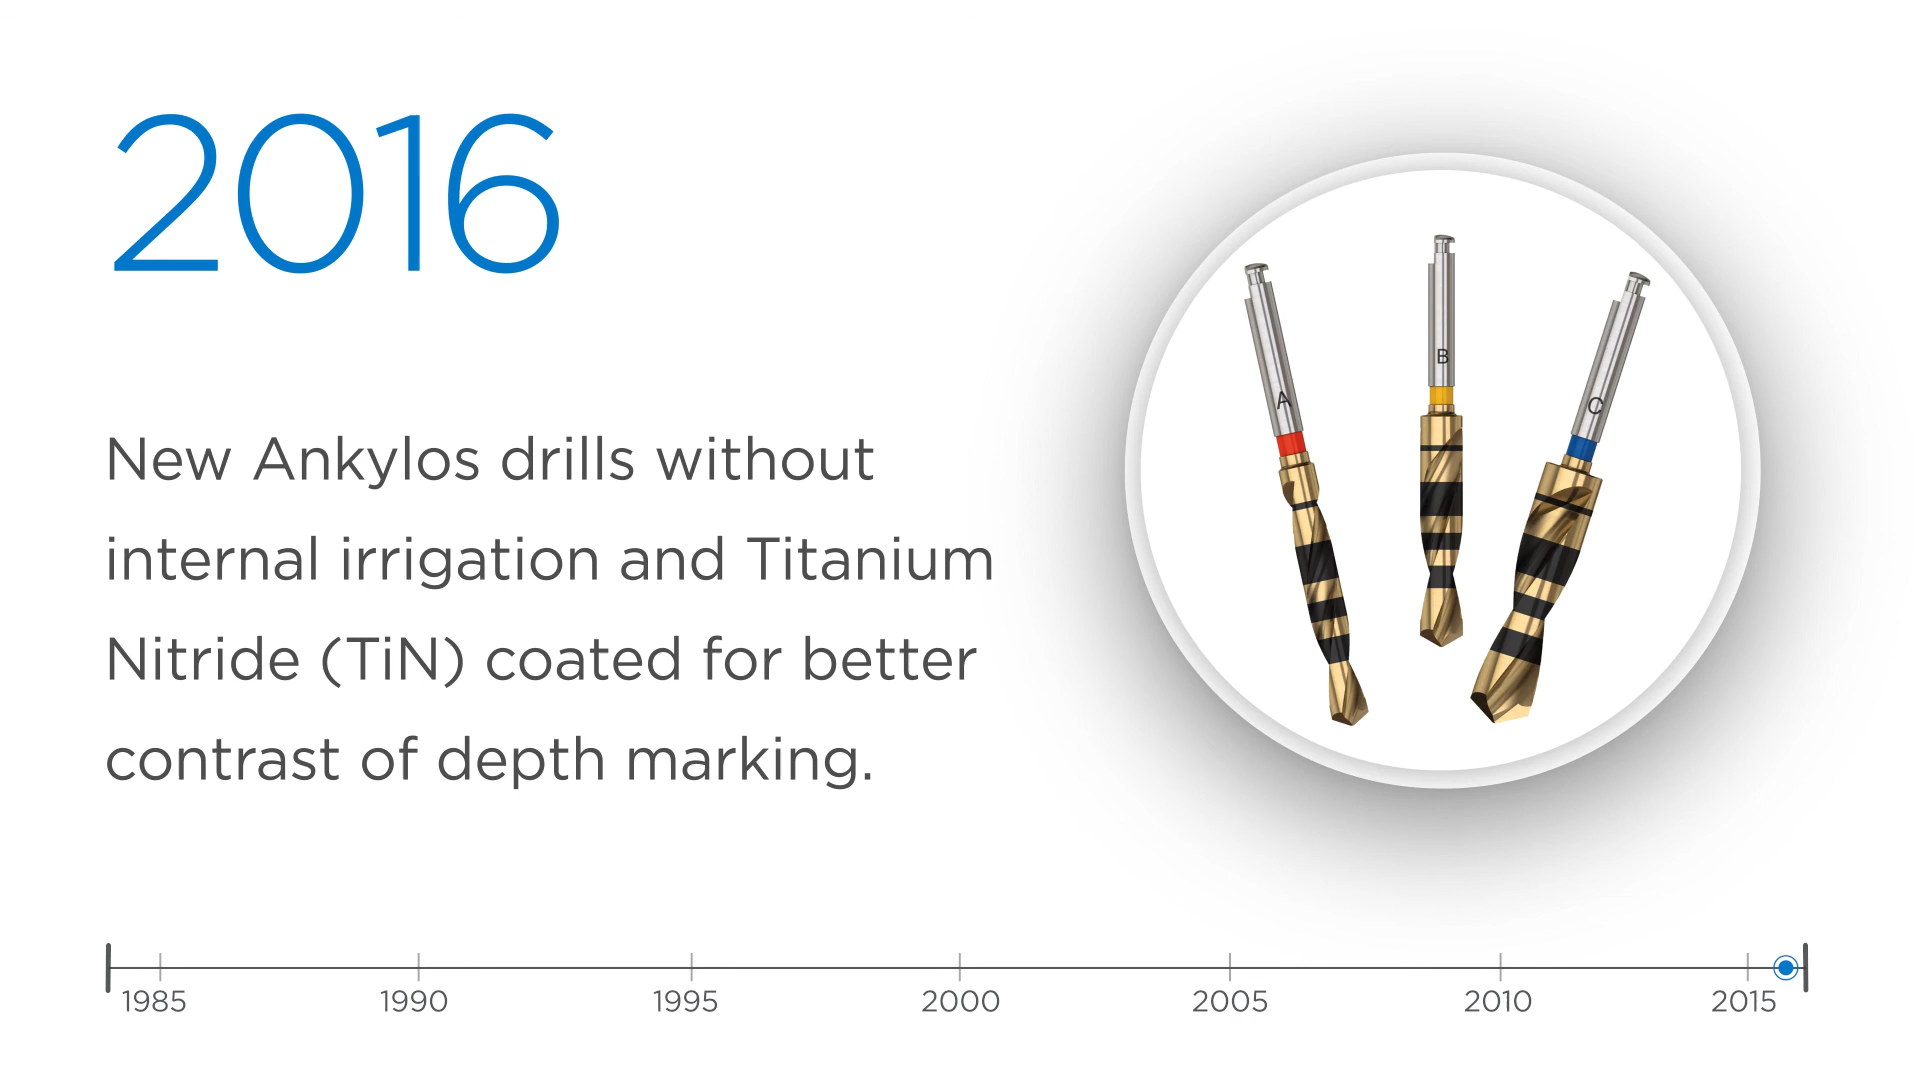 2016
New Ankylos drills without
internal irrigation and Titanium
Nitride (TiN) coated for better
contrast of depth marking.
A
B
C
1985 1990 1995 2000 2005 2010 2015